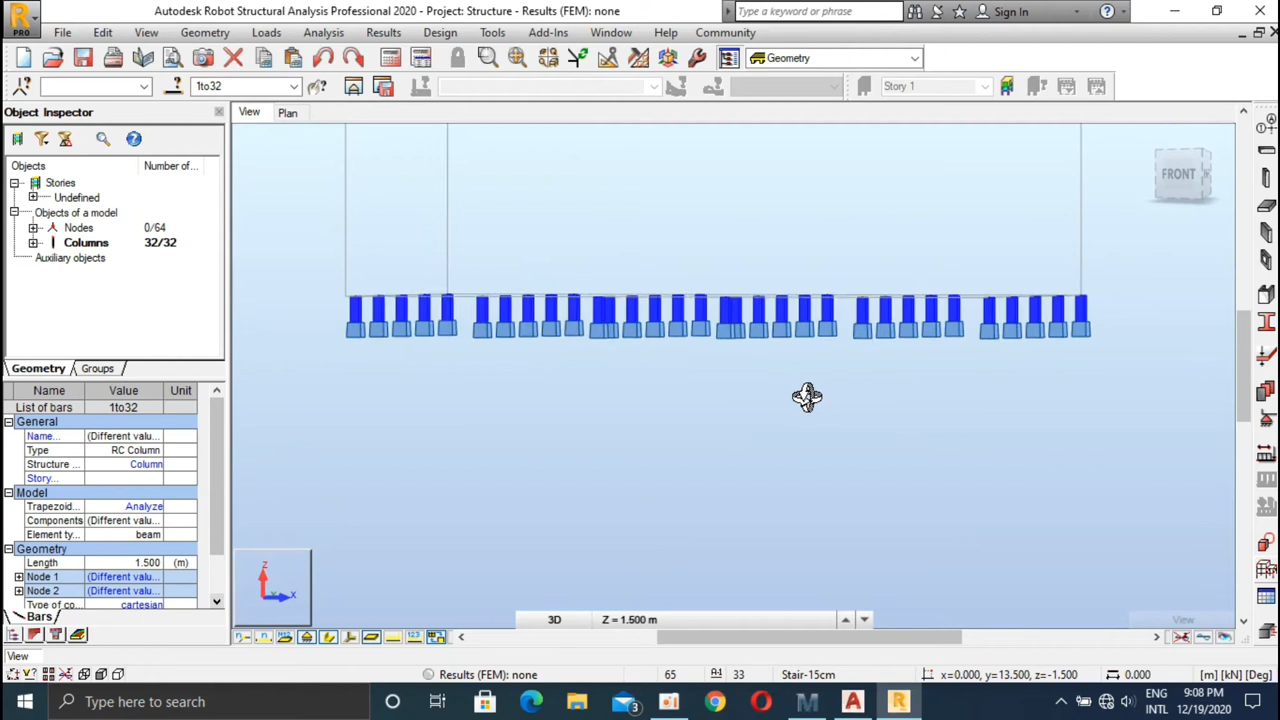 Autodesk Robot Structural Analysis Professional 2020 - Project: Structure - Results (FEM): none
Type a keyword or phrase
Sign In
PRO
File Edit View Geometry Loads Analysis Results Design Tools Add-Ins Window Help Community
Geometry
1to32
Story 1
Object Inspector
View Plan
Objects Number of...
Stories
Undefined
Objects of a model
Nodes 0/64
Columns 32/32
Auxiliary objects
FRONT
Geometry Groups
Name Value Unit
List of bars 1to32
General
Name... (Different valu...
Type RC Column
Structure ... Column
Story...
Model
Trapezoid... Analyze
Components (Different valu...
Element ty... beam
Geometry
Length 1.500 (m)
Node 1 (Different valu...
Node 2 (Different valu...
Type of co... cartesian
Bars
Z
X
3D Z = 1.500 m
View
View
Results (FEM): none 65 33 Stair-15cm x=0.000, y=13.500, z=-1.500 0.000 [m] [kN] [Deg]
Type here to search
3
ENG
INTL
9:08 PM
12/19/2020